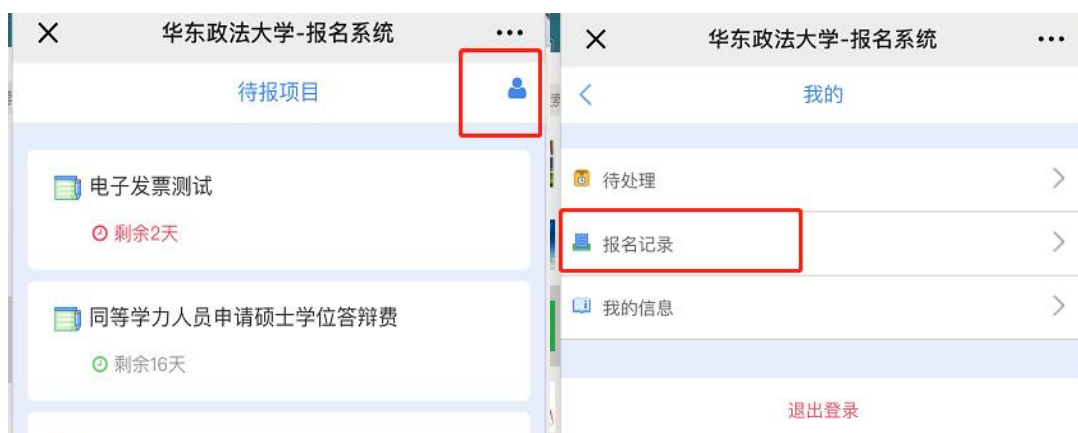 华东政法大学-报名系统
待报项目
电子发票测试
剩余2天
同等学力人员申请硕士学位答辩费
剩余16天
华东政法大学-报名系统
我的
待处理
报名记录
我的信息
退出登录